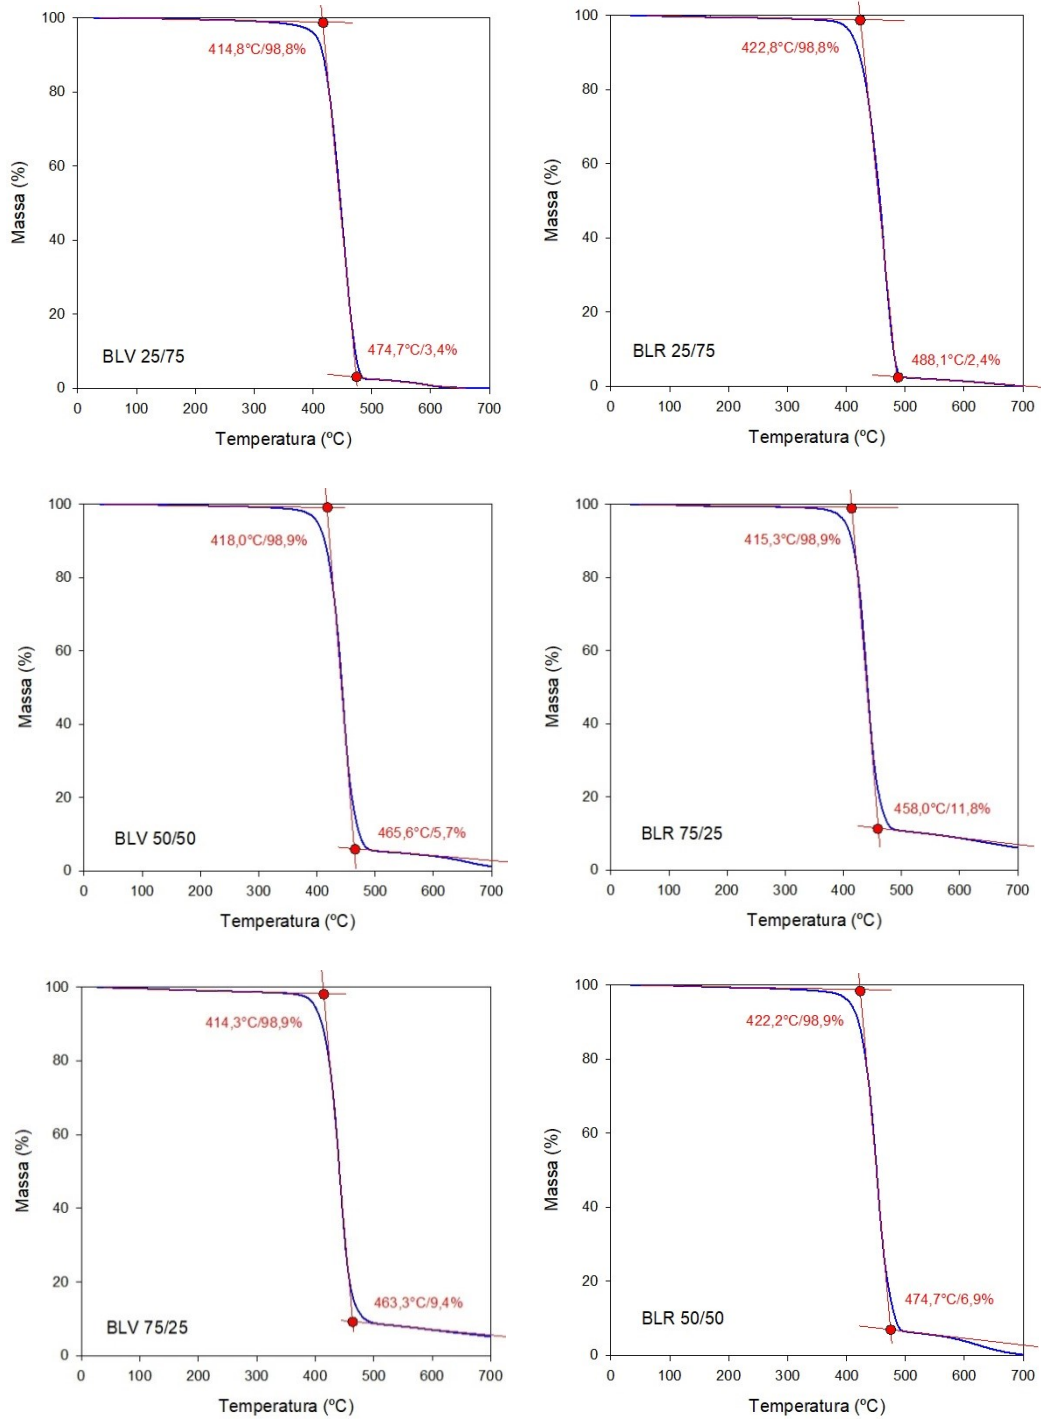 100
80
60
40
20
0
Massa (%)
414,8°C/98,8%
474,7°C/3,4%
BLV 25/75
0 100 200 300 400 500 600 700
Temperatura (ºC)
100
80
60
40
20
0
Massa (%)
422,8°C/98,8%
488,1°C/2,4%
BLR 25/75
0 100 200 300 400 500 600 700
Temperatura (ºC)
100
80
60
40
20
0
Massa (%)
418,0°C/98,9%
465,6°C/5,7%
BLV 50/50
0 100 200 300 400 500 600 700
Temperatura (ºC)
100
80
60
40
20
0
Massa (%)
415,3°C/98,9%
458,0°C/11,8%
BLR 75/25
0 100 200 300 400 500 600 700
Temperatura (ºC)
100
80
60
40
20
0
Massa (%)
414,3°C/98,9%
463,3°C/9,4%
BLV 75/25
0 100 200 300 400 500 600 700
Temperatura (ºC)
100
80
60
40
20
0
Massa (%)
422,2°C/98,9%
474,7°C/6,9%
BLR 50/50
0 100 200 300 400 500 600 700
Temperatura (ºC)